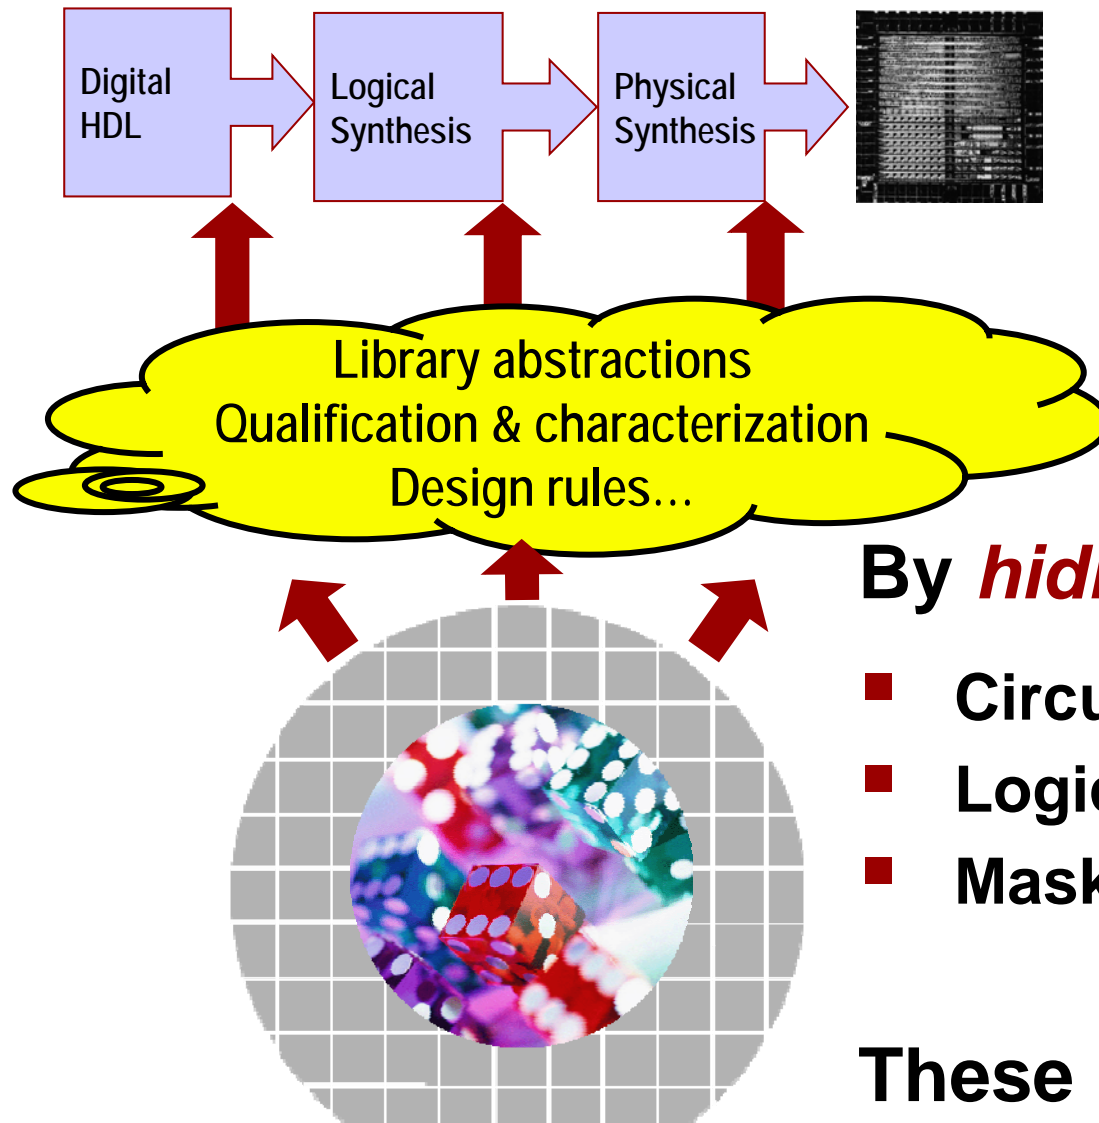 Digital
HDL
Logical
Synthesis
Physical
Synthesis
Library abstractions
Qualification & characterization
Design rules…
By
These